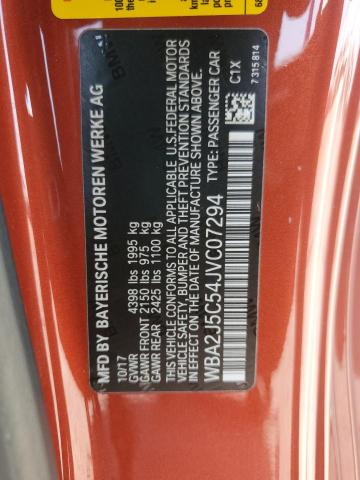 MFD BY BAYERISCHE MOTOREN WERKE AG
10/17
GVWR 4398 lbs 1995 kg
GAWR FRONT 2150 lbs 975 kg
GAWR REAR 2425 lbs 1100 kg
THIS VEHICLE CONFORMS TO ALL APPLICABLE U.S.FEDERAL MOTOR
VEHICLE SAFETY, BUMPER AND THEFT PREVENTION STANDARDS
IN EFFECT ON THE DATE OF MANUFACTURE SHOWN ABOVE.
WBA2J5C54JVC07294 TYPE: PASSENGER CAR
C1X
7 315 814